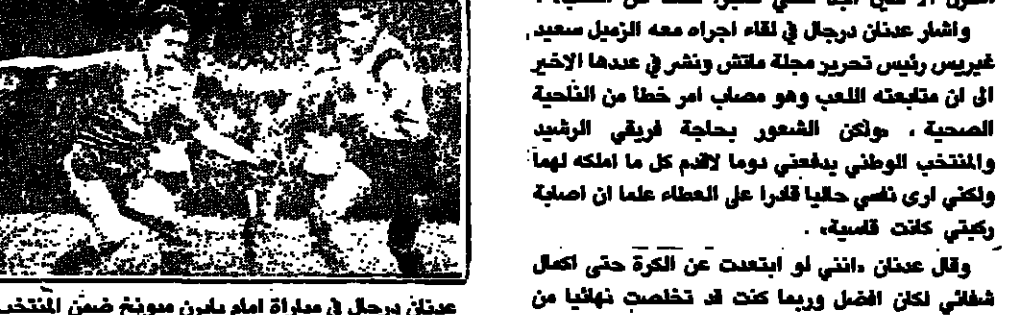 واشار عدنان درجال في لقاء اجراه معه الزميل سعيد
غيريس رئيس تحرير مجلة ماتش ونشر في عددها الاخير
الى ان متابعته اللعب وهو مصاب امر خطأ من الناحية
الصحية . «ولكن الشعور بحاجة فريقي الرشيد
والمنتخب الوطني يدفعني دوما لاقدم كل ما املكه لهما
ولكني ارى نفسي حاليا قادرا على العطاء علما ان اصابة
ركبتي كانت قاسية» .
وقال عدنان «انني لو ابتعدت عن الكرة حتى اكمال
شفائي لكان افضل وربما كنت قد تخلصت نهائيا من
عدنان درجال في مباراة امام بايرن ميونخ ضمن المنتخب